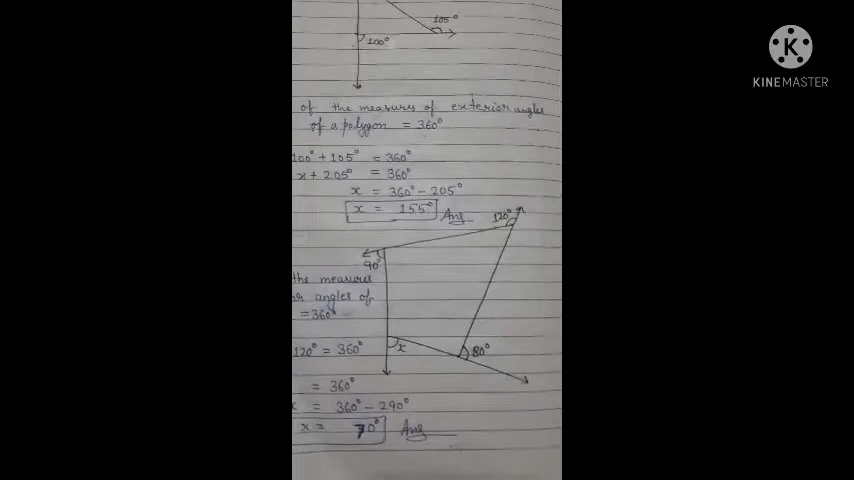 105°
100°
of the measures of exterior angles
of a polygon = 360°
100° + 105° = 360°
x + 205° = 360°
x = 360° - 205°
x = 155° Ans
120°
90°
the measures
angles of
= 360°
x
80°
120° = 360°
= 360°
= 360° - 290°
x = 70° Ans
K
KINEMASTER